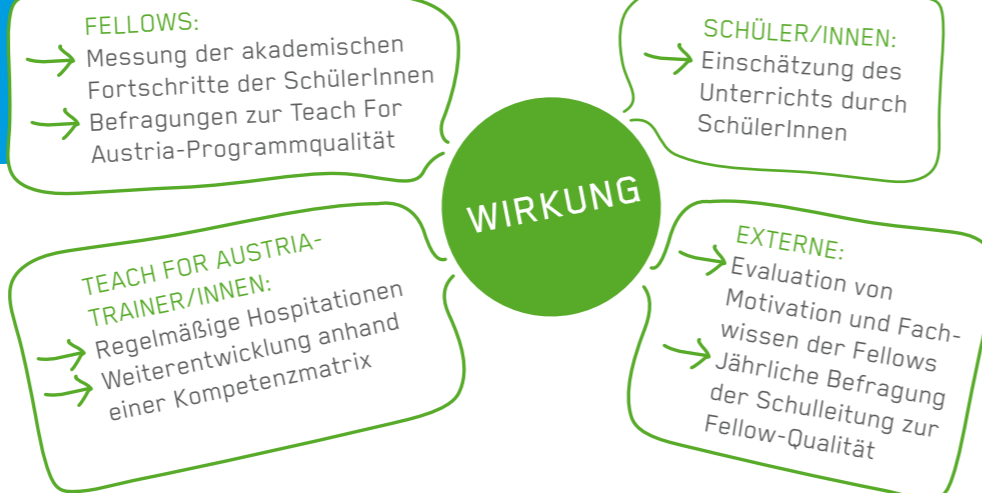 FELLOWS:
Messung der akademischen
Fortschritte der SchülerInnen
Befragungen zur Teach For
Austria-Programmqualität
SCHÜLER/INNEN:
Einschätzung des
Unterrichts durch
SchülerInnen
WIRKUNG
TEACH FOR AUSTRIA-
TRAINER/INNEN:
Regelmäßige Hospitationen
Weiterentwicklung anhand
einer Kompetenzmatrix
EXTERNE:
Evaluation von
Motivation und Fach-
wissen der Fellows
Jährliche Befragung
der Schulleitung zur
Fellow-Qualität